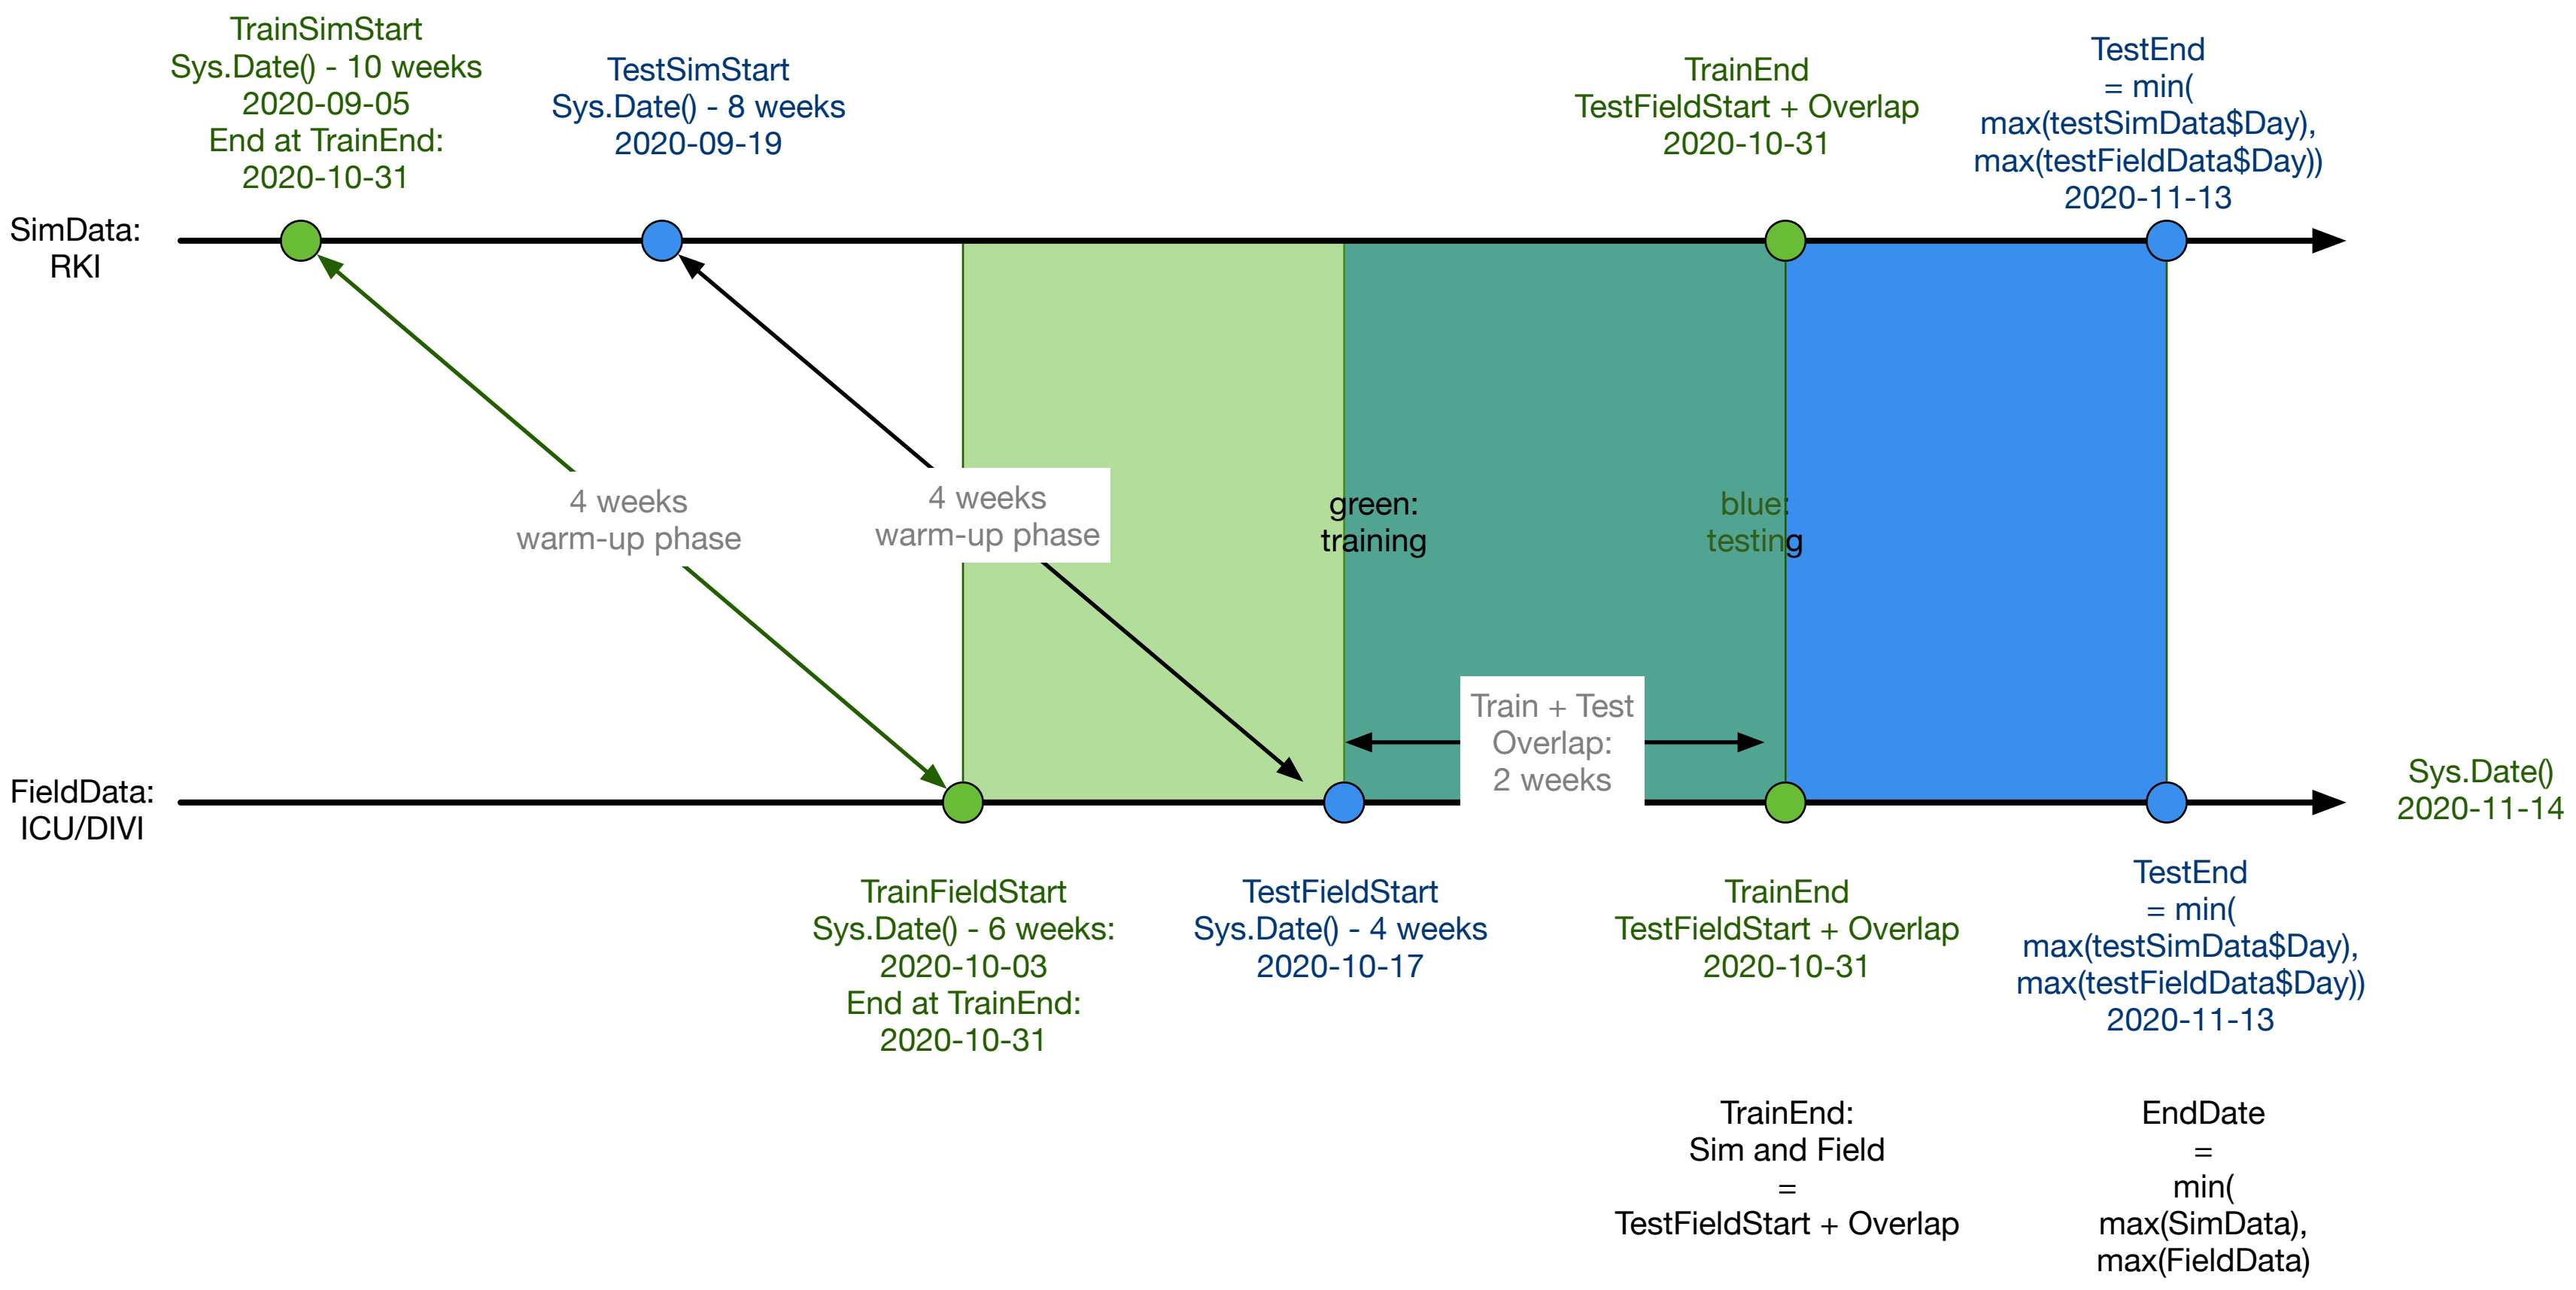 TrainSimStart
Sys.Date() - 10 weeks
2020-09-05
End at TrainEnd:
2020-10-31
TestSimStart
Sys.Date() - 8 weeks
2020-09-19
TrainEnd
TestFieldStart + Overlap
2020-10-31
TestEnd
= min(
max(testSimData$Day),
max(testFieldData$Day))
2020-11-13
SimData:
RKI
4 weeks
warm-up phase
4 weeks
warm-up phase
green:
training
blue:
testing
Train + Test
Overlap:
2 weeks
FieldData:
ICU/DIVI
Sys.Date()
2020-11-14
TrainFieldStart
Sys.Date() - 6 weeks:
2020-10-03
End at TrainEnd:
2020-10-31
TestFieldStart
Sys.Date() - 4 weeks
2020-10-17
TrainEnd
TestFieldStart + Overlap
2020-10-31
TestEnd
= min(
max(testSimData$Day),
max(testFieldData$Day))
2020-11-13
TrainEnd:
Sim and Field
=
TestFieldStart + Overlap
EndDate
=
min(
max(SimData),
max(FieldData)